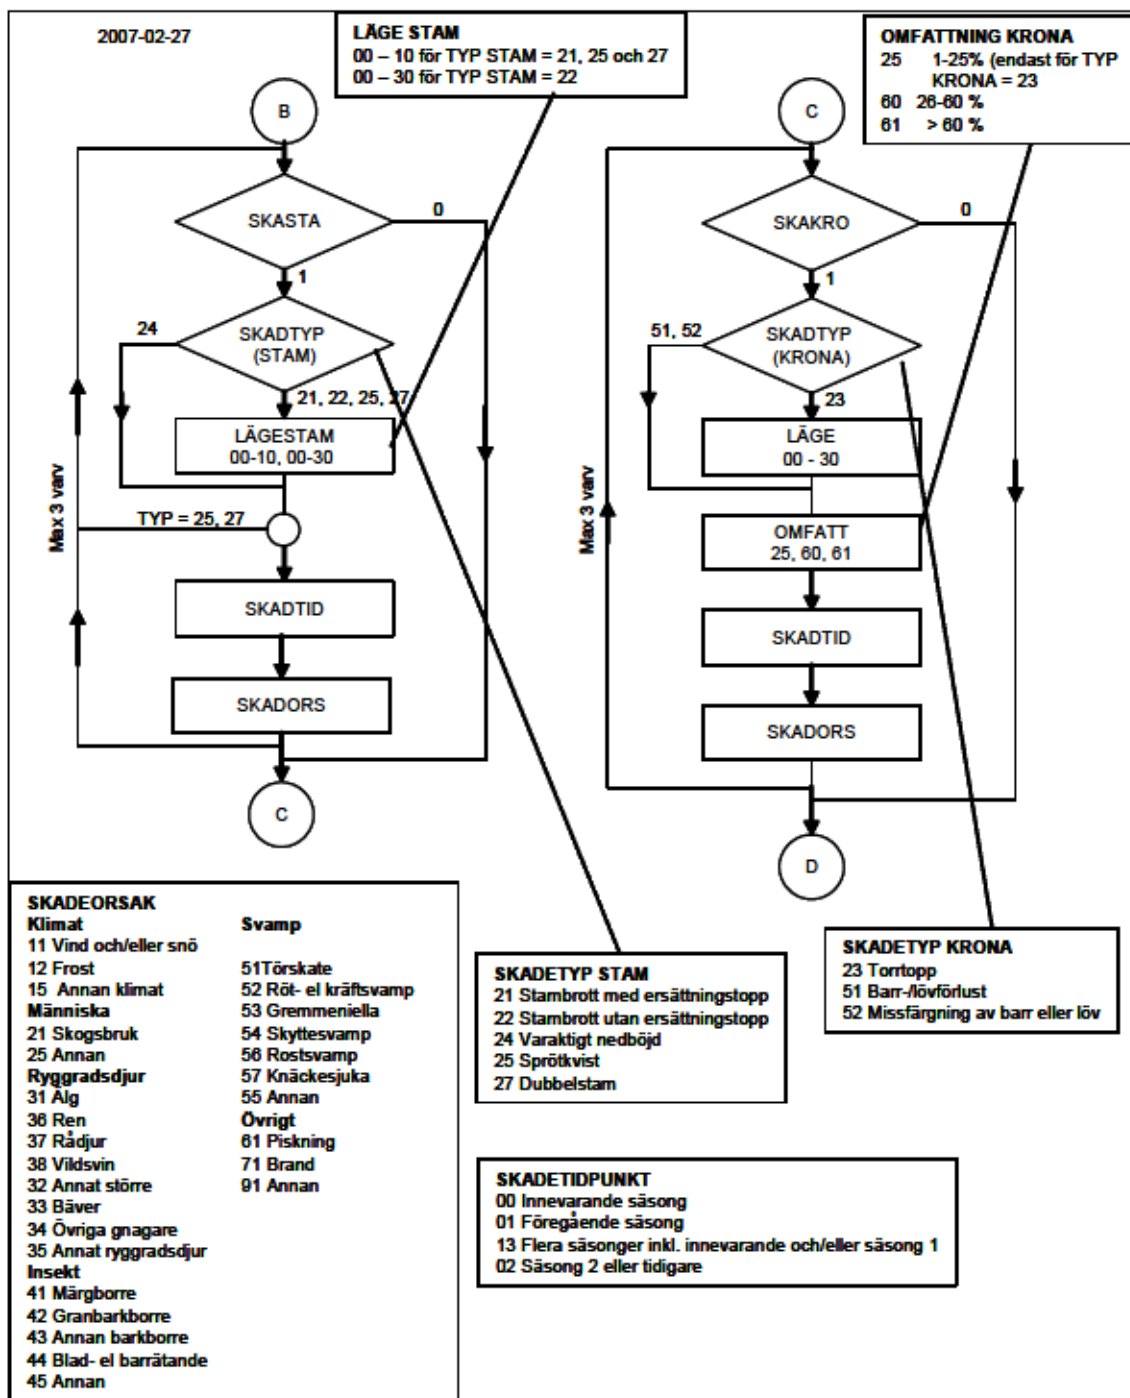 2007-02-27
LÄGE STAM
00 – 10 för TYP STAM = 21, 25 och 27
00 – 30 för TYP STAM = 22
OMFATTNING KRONA
25 1-25% (endast för TYP
KRONA = 23
60 26-60 %
61 > 60 %
B
SKASTA
0
1
24
SKADTYP
(STAM)
21, 22, 25, 27
LÄGESTAM
00-10, 00-30
TYP = 25, 27
Max 3 varv
SKADTID
SKADORS
C
C
SKAKRO
0
1
51, 52
SKADTYP
(KRONA)
23
LÄGE
00 - 30
Max 3 varv
OMFATT
25, 60, 61
SKADTID
SKADORS
D
SKADEORSAK
Klimat
11 Vind och/eller snö
12 Frost
15 Annan klimat
Människa
21 Skogsbruk
25 Annan
Ryggradsdjur
31 Älg
36 Ren
37 Rådjur
38 Vildsvin
32 Annat större
33 Bäver
34 Övriga gnagare
35 Annat ryggradsdjur
Insekt
41 Märgborre
42 Granbarkborre
43 Annan barkborre
44 Blad- el barrätande
45 Annan
Svamp
51Törskate
52 Röt- el kräftsvamp
53 Gremmeniella
54 Skyttesvamp
56 Rostsvamp
57 Knäckesjuka
55 Annan
Övrigt
61 Piskning
71 Brand
91 Annan
SKADETYP STAM
21 Stambrott med ersättningstopp
22 Stambrott utan ersättningstopp
24 Varaktigt nedböjd
25 Sprötkvist
27 Dubbelstam
SKADETYP KRONA
23 Torrtopp
51 Barr-/lövförlust
52 Missfärgning av barr eller löv
SKADETIDPUNKT
00 Innevarande säsong
01 Föregående säsong
13 Flera säsonger inkl. innevarande och/eller säsong 1
02 Säsong 2 eller tidigare